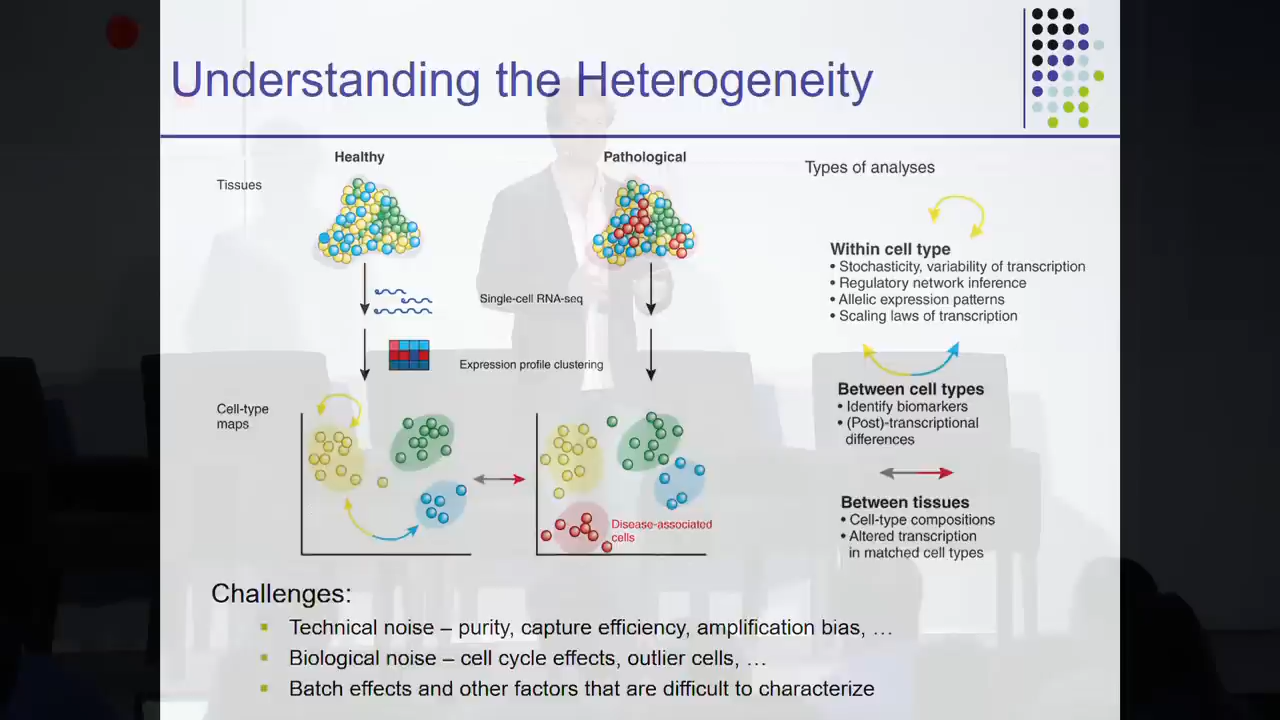 Understanding the Heterogeneity
Healthy
Pathological
Types of analyses
Tissues
Single-cell RNA-seq
Expression profile clustering
Cell-type
maps
Disease-associated
cells
Within cell type
• Stochasticity, variability of transcription
• Regulatory network inference
• Allelic expression patterns
• Scaling laws of transcription
Between cell types
• Identify biomarkers
• (Post)-transcriptional
differences
Between tissues
• Cell-type compositions
• Altered transcription
in matched cell types
Challenges:
Technical noise – purity, capture efficiency, amplification bias, …
Biological noise – cell cycle effects, outlier cells, …
Batch effects and other factors that are difficult to characterize